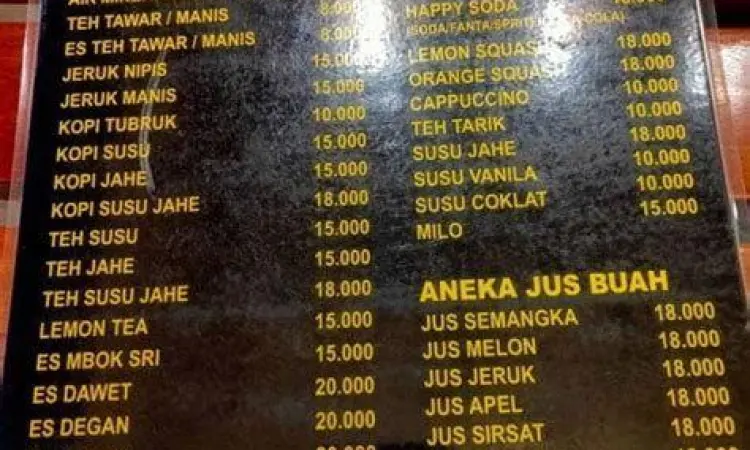 TEH TAWAR / MANIS 8.000
ES TEH TAWAR / MANIS 8.000
JERUK NIPIS 15.000
JERUK MANIS 15.000
KOPI TUBRUK 10.000
KOPI SUSU 15.000
KOPI JAHE 15.000
KOPI SUSU JAHE 18.000
TEH SUSU 15.000
TEH JAHE 15.000
TEH SUSU JAHE 18.000
LEMON TEA 15.000
ES MBOK SRI 15.000
ES DAWET 20.000
ES DEGAN 20.000
HAPPY SODA
(SODA/FANTA/SPRIT COLA)
LEMON SQUASH 18.000
ORANGE SQUASH 18.000
CAPPUCCINO 10.000
TEH TARIK 10.000
SUSU JAHE 18.000
SUSU VANILA 10.000
SUSU COKLAT 10.000
MILO 15.000
ANEKA JUS BUAH
JUS SEMANGKA 18.000
JUS MELON 18.000
JUS JERUK 18.000
JUS APEL 18.000
JUS SIRSAT 18.000